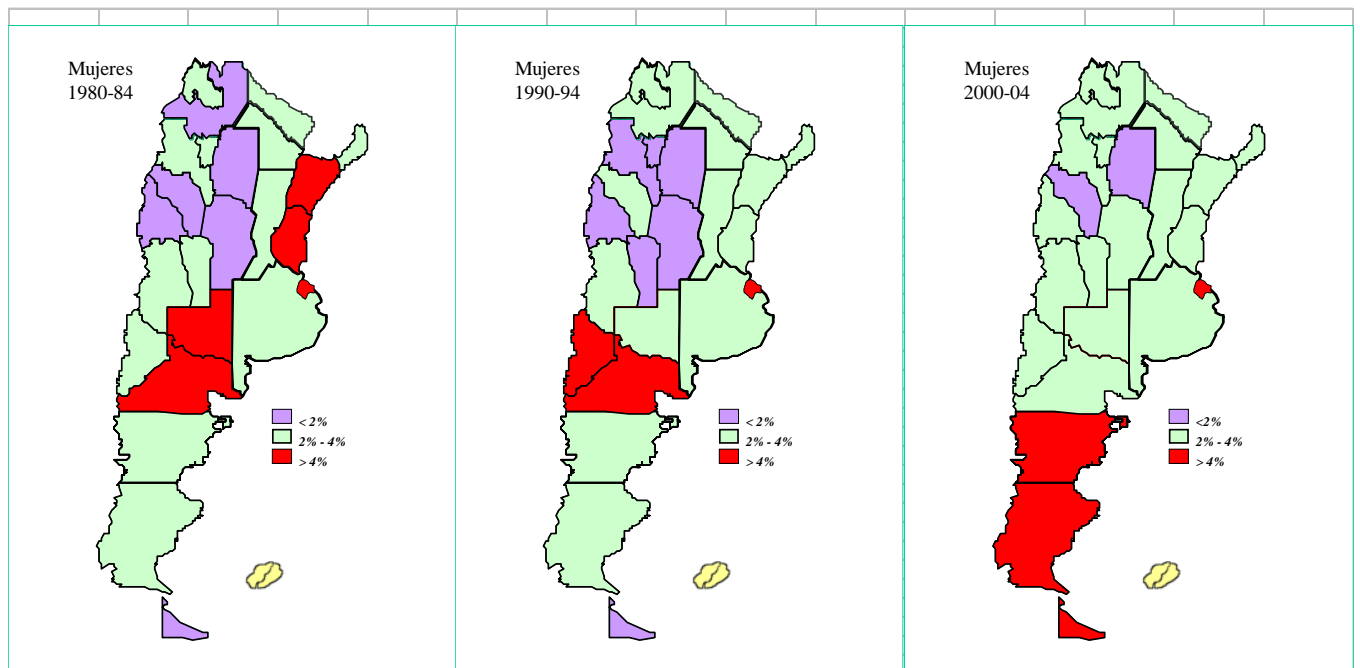 Mujeres
1980-84
< 2%
2% - 4%
> 4%
Mujeres
1990-94
< 2%
2% - 4%
> 4%
Mujeres
2000-04
<2%
2% - 4%
> 4%